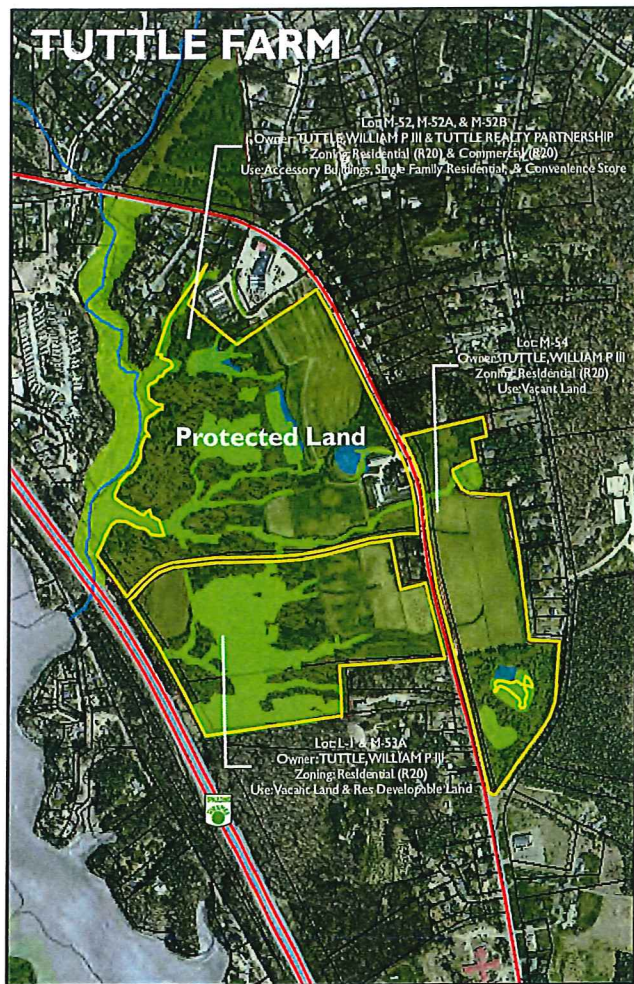 TUTTLE FARM
Lot: M-52, M-52A, & M-52B
Owner: TUTTLE, WILLIAM P III & TUTTLE REALTY PARTNERSHIP
Zoning: Residential (R20) & Commercial (R20)
Use: Accessory Buildings, Single Family Residential, & Convenience Store
Lot: M-54
Owner: TUTTLE, WILLIAM P III
Zoning: Residential (R20)
Use: Vacant Land
Protected Land
Lot: L-1 & M-53A
Owner: TUTTLE, WILLIAM P III
Zoning: Residential (R20)
Use: Vacant Land & Res Developable Land